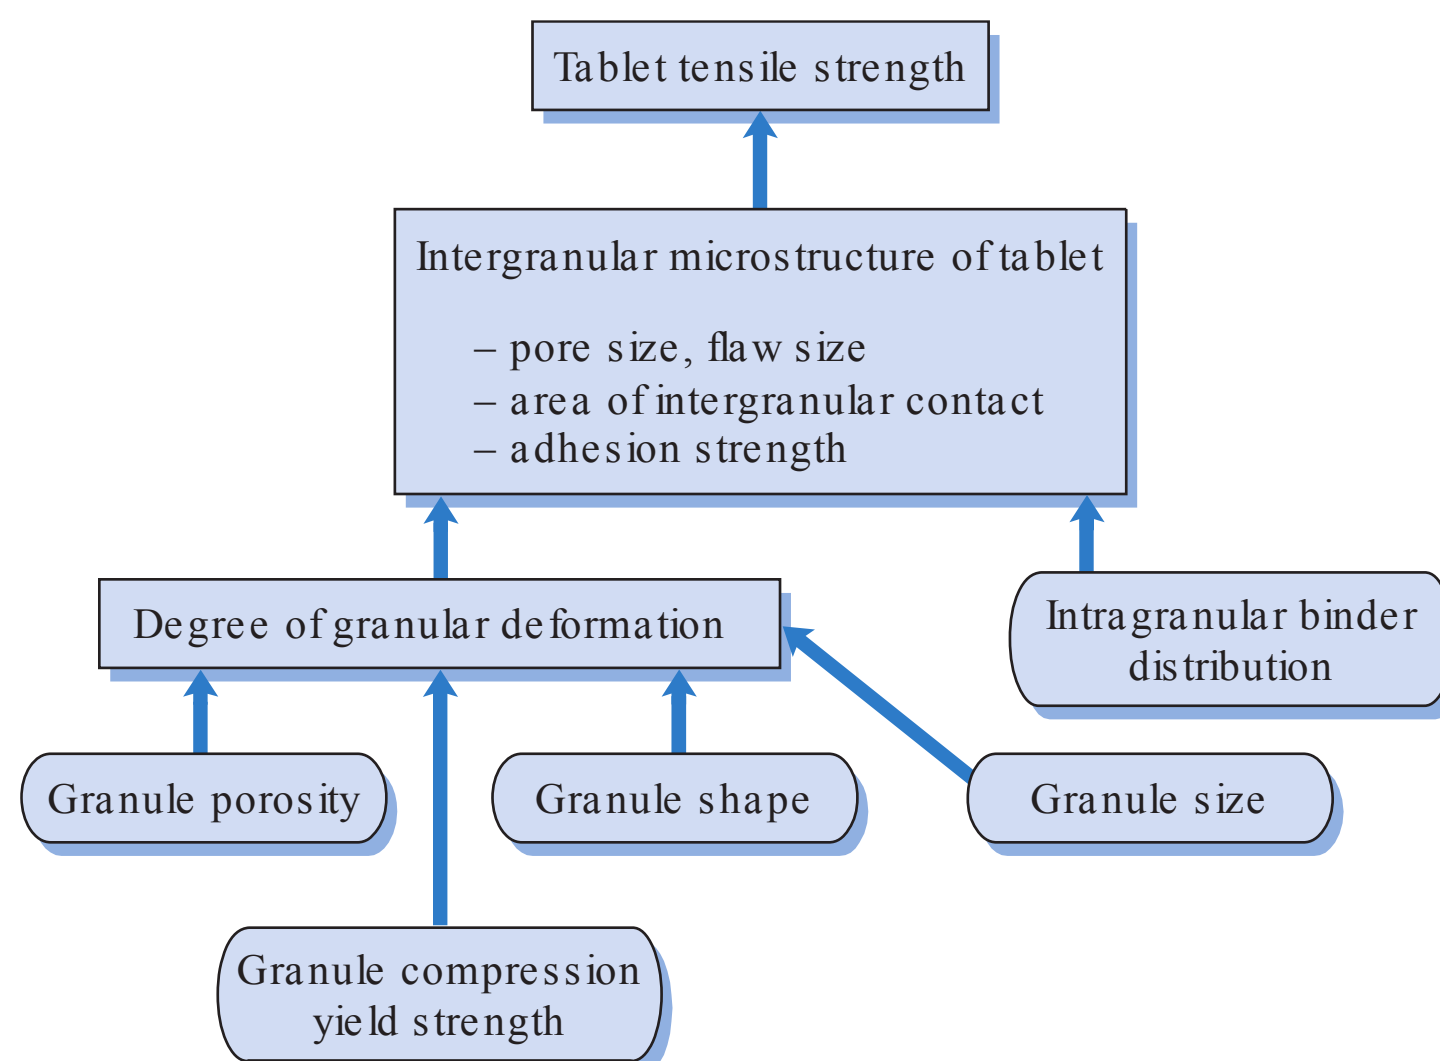 Tablet tensile strength
Intergranular microstructure of tablet
– pore size, flaw size
– area of intergranular contact
– adhesion strength
Degree of granular deformation
Intragranular binder
distribution
Granule porosity
Granule shape
Granule size
Granule compression
yield strength